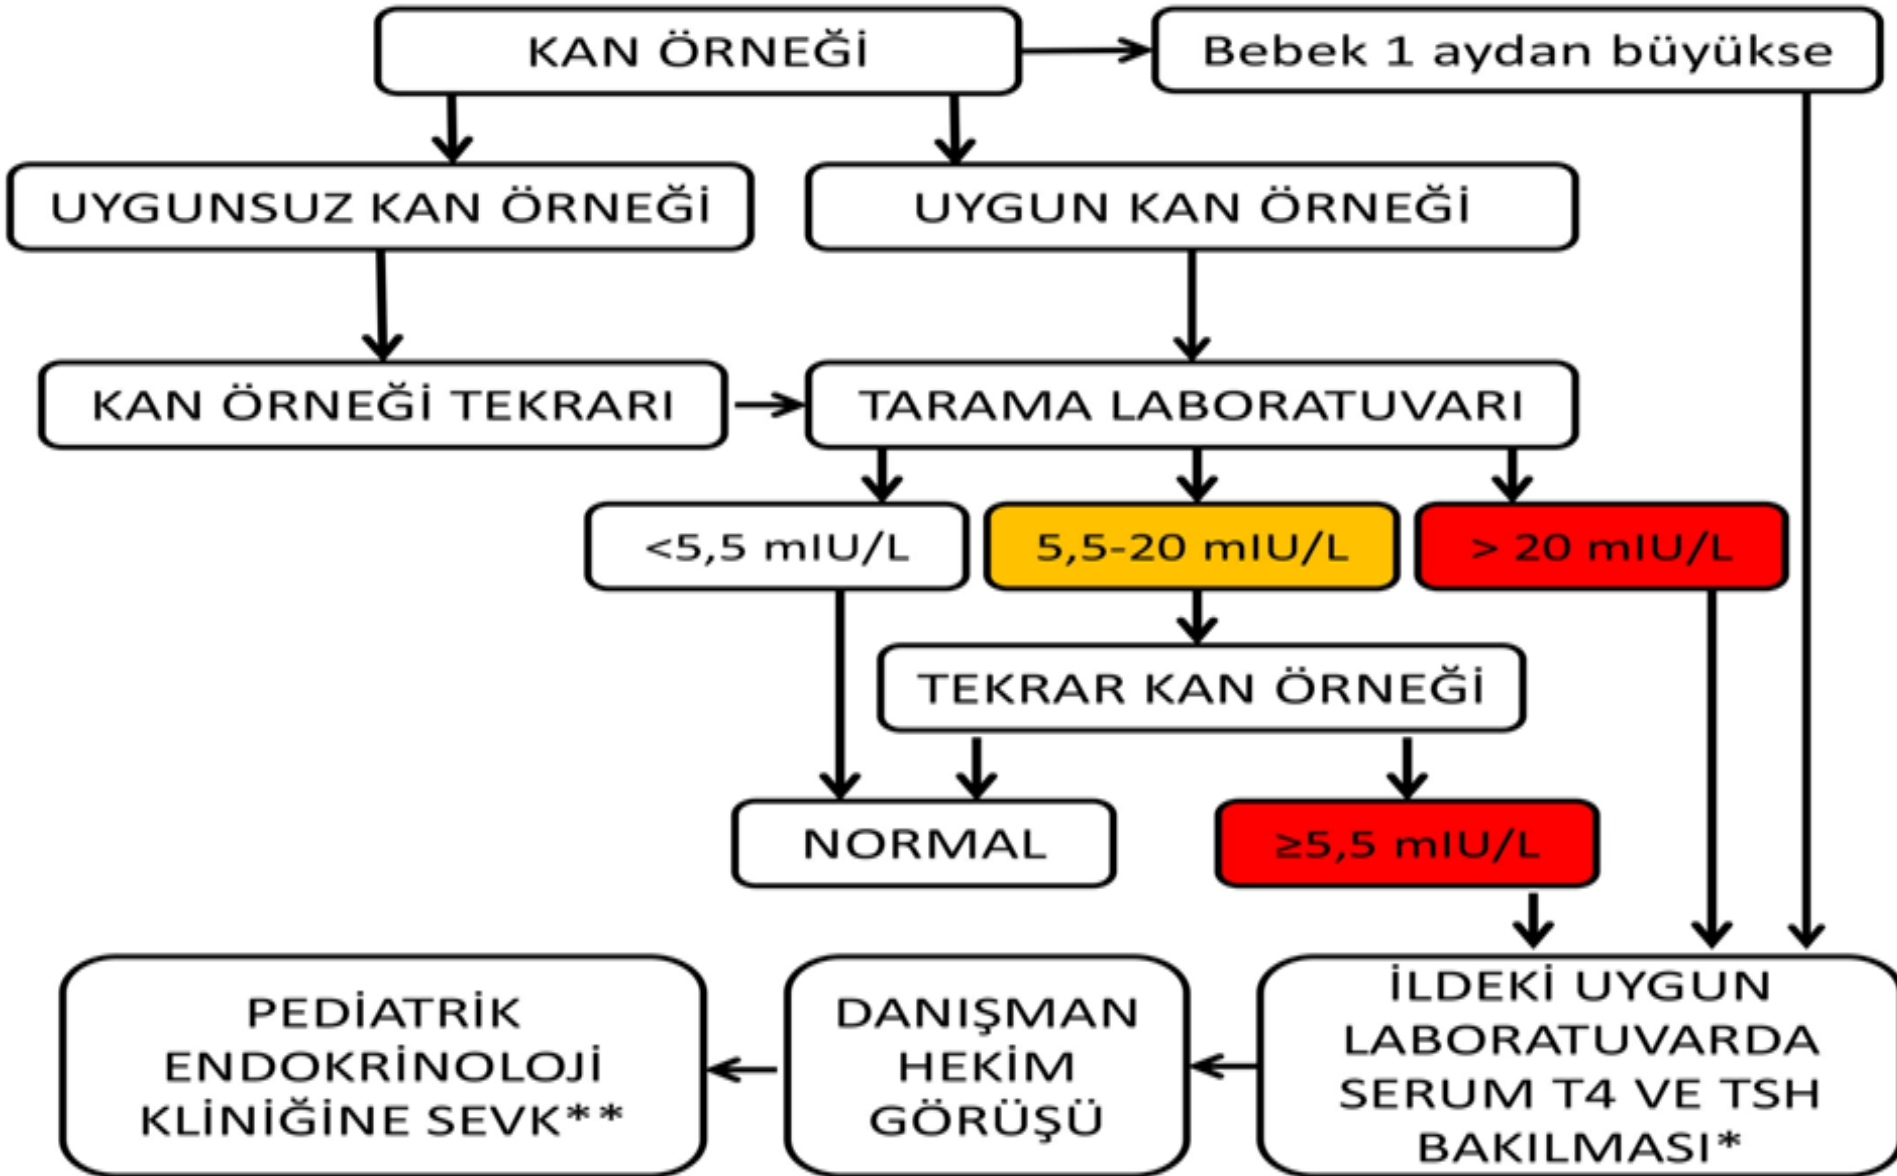 KAN ÖRNEĞİ
Bebek 1 aydan büyükse
UYGUNSUZ KAN ÖRNEĞİ
UYGUN KAN ÖRNEĞİ
KAN ÖRNEĞİ TEKRARI
TARAMA LABORATUVARI
<5,5 mIU/L
5,5-20 mIU/L
> 20 mIU/L
TEKRAR KAN ÖRNEĞİ
NORMAL
≥5,5 mIU/L
PEDİATRİK
ENDOKRİNOLOJİ
KLİNİĞİNE SEVK**
DANIŞMAN
HEKİM
GÖRÜŞÜ
İLDEKİ UYGUN
LABORATUVARDA
SERUM T4 VE TSH
BAKILMASI*